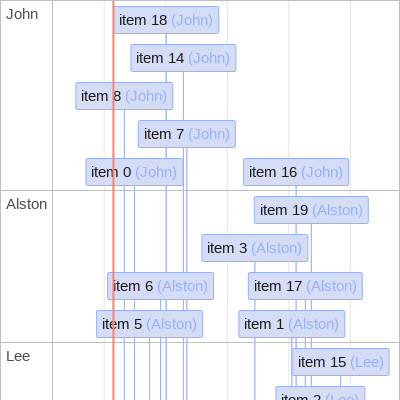 John
item 18 (John)
item 14 (John)
item 8 (John)
item 7 (John)
item 0 (John)
item 16 (John)
Alston
item 19 (Alston)
item 3 (Alston)
item 6 (Alston)
item 17 (Alston)
item 5 (Alston)
item 1 (Alston)
Lee
item 15 (Lee)
item 2 (Lee)